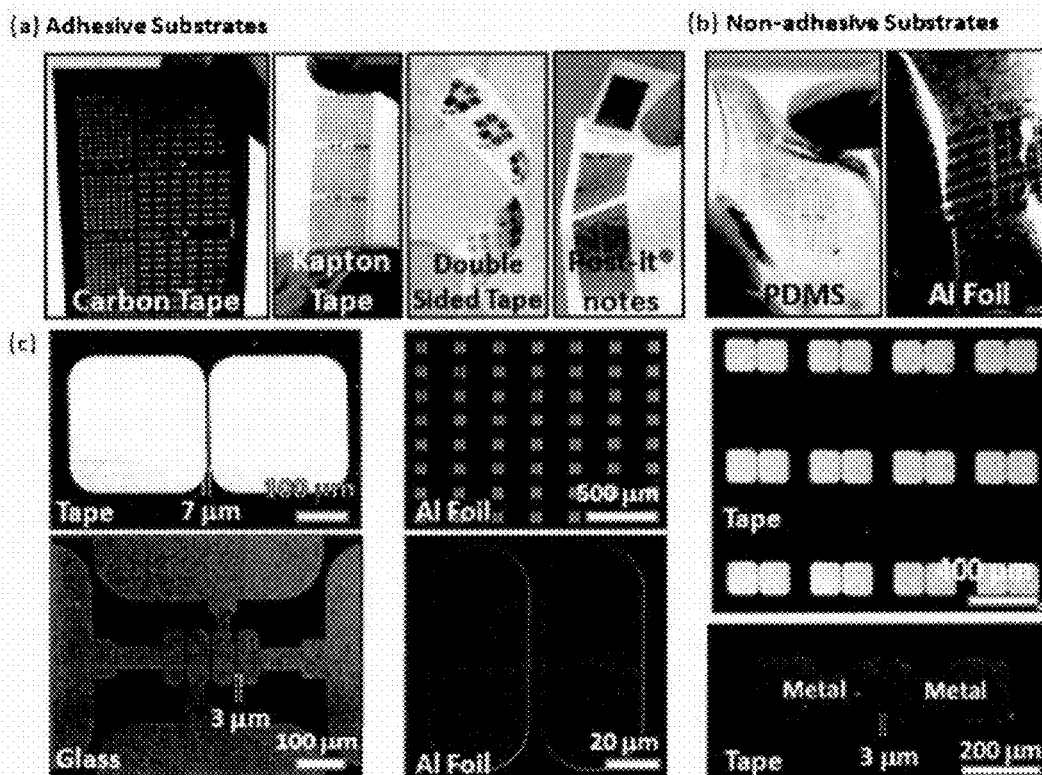 (a) Adhesive Substrates
(b) Non-adhesive Substrates
Carbon Tape
Kapton
Tape
Double
Sided Tape
Post-it®
notes
PDMS
Al Foil
(c)
Tape
7 μm
Al Foil
500 μm
Tape
Glass
3 μm
100 μm
Al Foil
20 μm
Metal
Metal
Tape
3 μm
200 μm